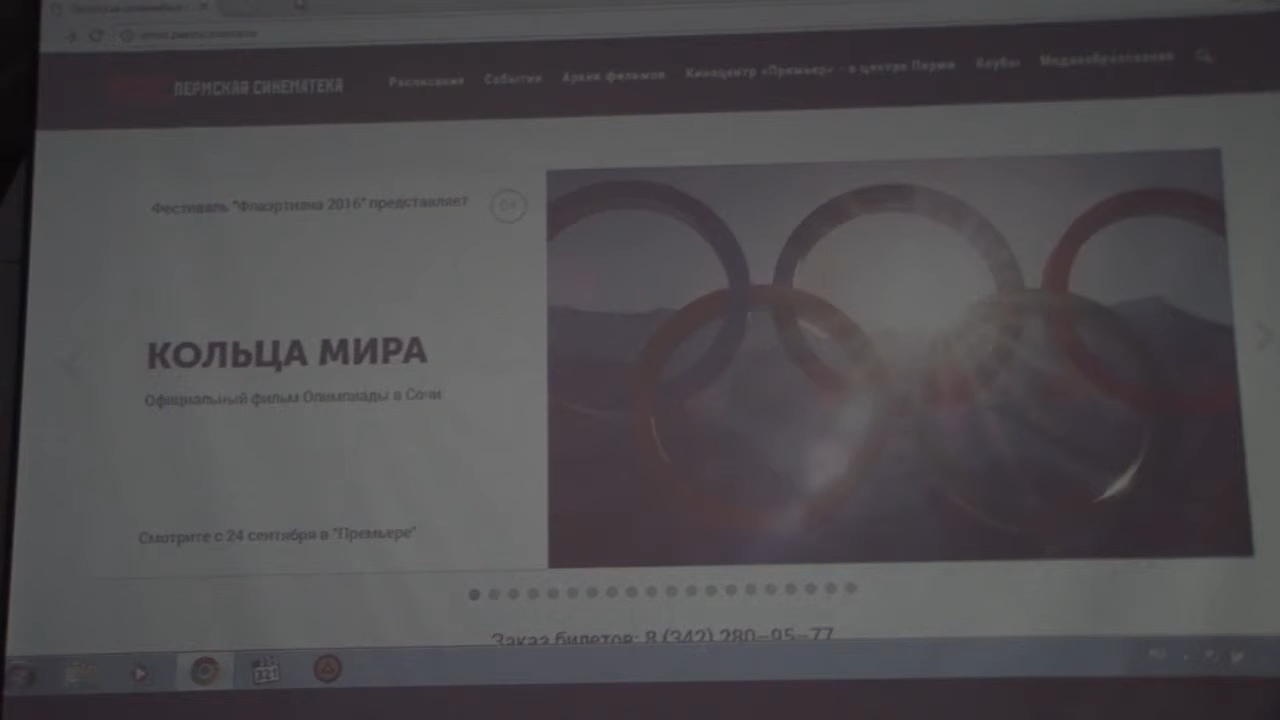 ПЕРМСКАЯ СИНЕМАТЕКА
Расписание События Архив фильмов Киноцентр «Премьер» - в центре Перми Клубы Медиаобразование
Фестиваль "Флаэртиана 2016" представляет
КОЛЬЦА МИРА
Официальный фильм Олимпиады в Сочи
Смотрите с 24 сентября в "Премьере"
Заказ билетов: 8 (342) 280–95–77